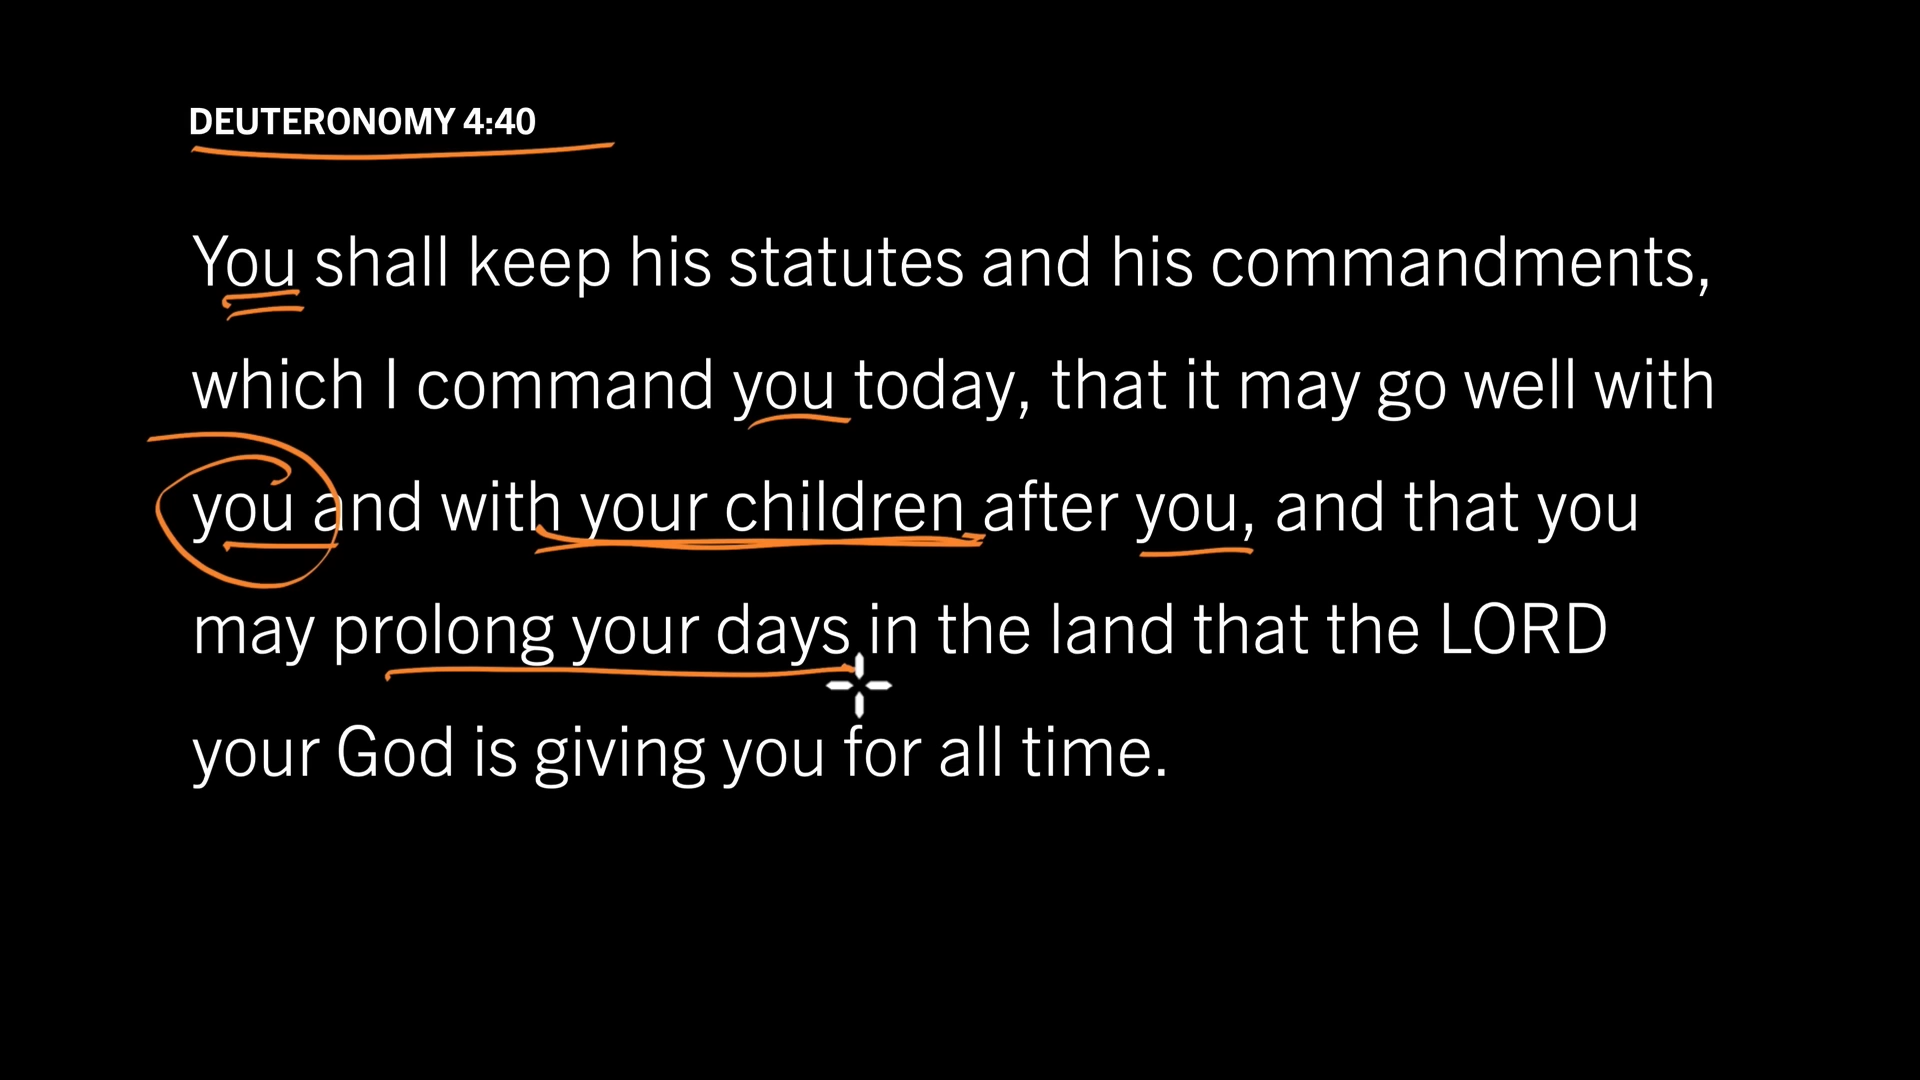 DEUTERONOMY 4:40
You shall keep his statutes and his commandments,
which I command you today, that it may go well with
you and with your children after you, and that you
may prolong your days in the land that the LORD
your God is giving you for all time.